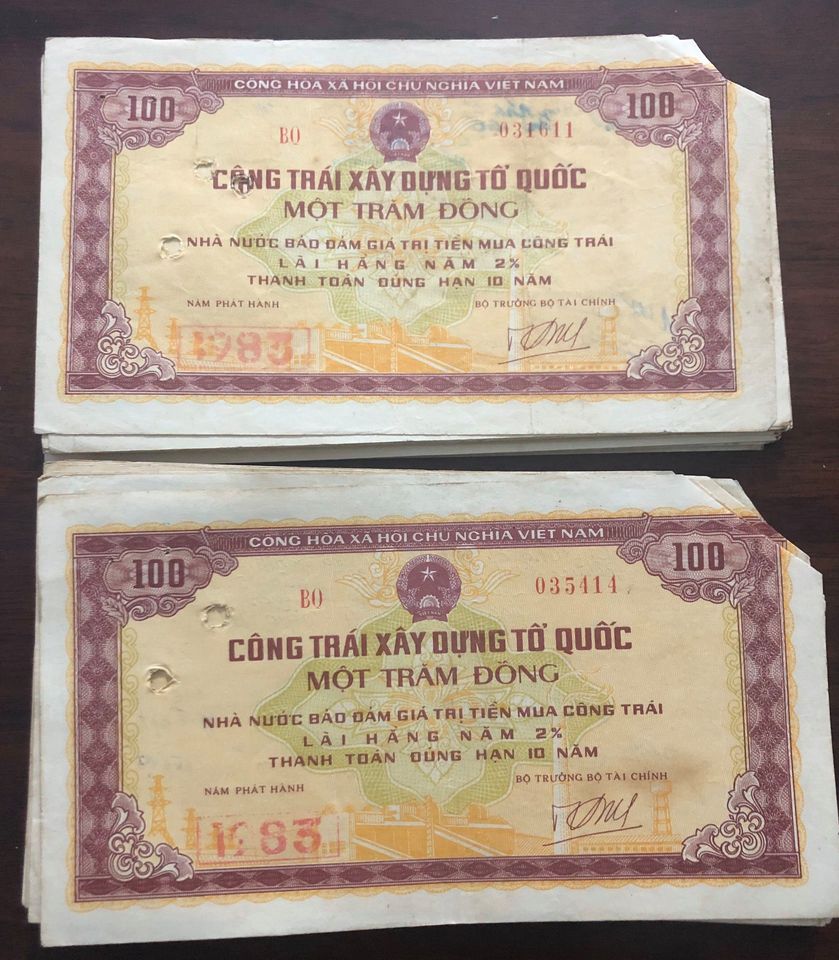 CỘNG HÒA XÃ HỘI CHỦ NGHĨA VIỆT NAM
100 100
BQ 031611
CÔNG TRÁI XÂY DỰNG TỔ QUỐC
MỘT TRĂM ĐỒNG
NHÀ NƯỚC BẢO ĐẢM GIÁ TRỊ TIỀN MUA CÔNG TRÁI
LÃI HẰNG NĂM 2%
THANH TOÁN ĐÚNG HẠN 10 NĂM
NĂM PHÁT HÀNH BỘ TRƯỞNG BỘ TÀI CHÍNH
1983
CỘNG HÒA XÃ HỘI CHỦ NGHĨA VIỆT NAM
100 100
BQ 035414
CÔNG TRÁI XÂY DỰNG TỔ QUỐC
MỘT TRĂM ĐỒNG
NHÀ NƯỚC BẢO ĐẢM GIÁ TRỊ TIỀN MUA CÔNG TRÁI
LÃI HẰNG NĂM 2%
THANH TOÁN ĐÚNG HẠN 10 NĂM
NĂM PHÁT HÀNH BỘ TRƯỞNG BỘ TÀI CHÍNH
1983